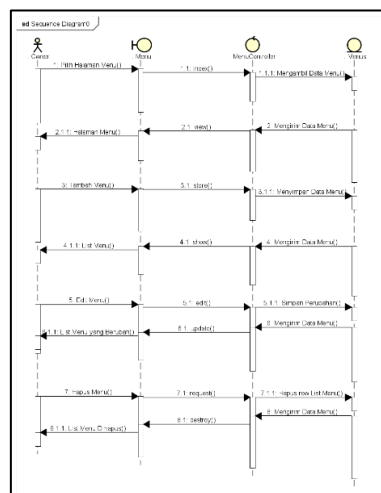 sd Sequence Diagram0
Owner
Menu
MenuController
Menus
1: Pilih Halaman Menu()
1.1: index()
1.1.1: Mengambil Data Menu()
2: Mengirim Data Menu()
2.1: view()
2.1.1: Halaman Menu()
3: Tambah Menu()
3.1: store()
3.1.1: Menyimpan Data Menu()
4: Mengirim Data Menu()
4.1: show()
4.1.1: List Menu()
5: Edit Menu()
5.1: edit()
5.1.1: Simpan Perubahan()
6: Mengirim Data Menu()
6.1: update()
6.1.1: List Menu yang Berubah()
7: Hapus Menu()
7.1: request()
7.1.1: Hapus row List Menu()
8: Mengirim Data Menu()
8.1: destroy()
8.1.1: List Menu Dihapus()